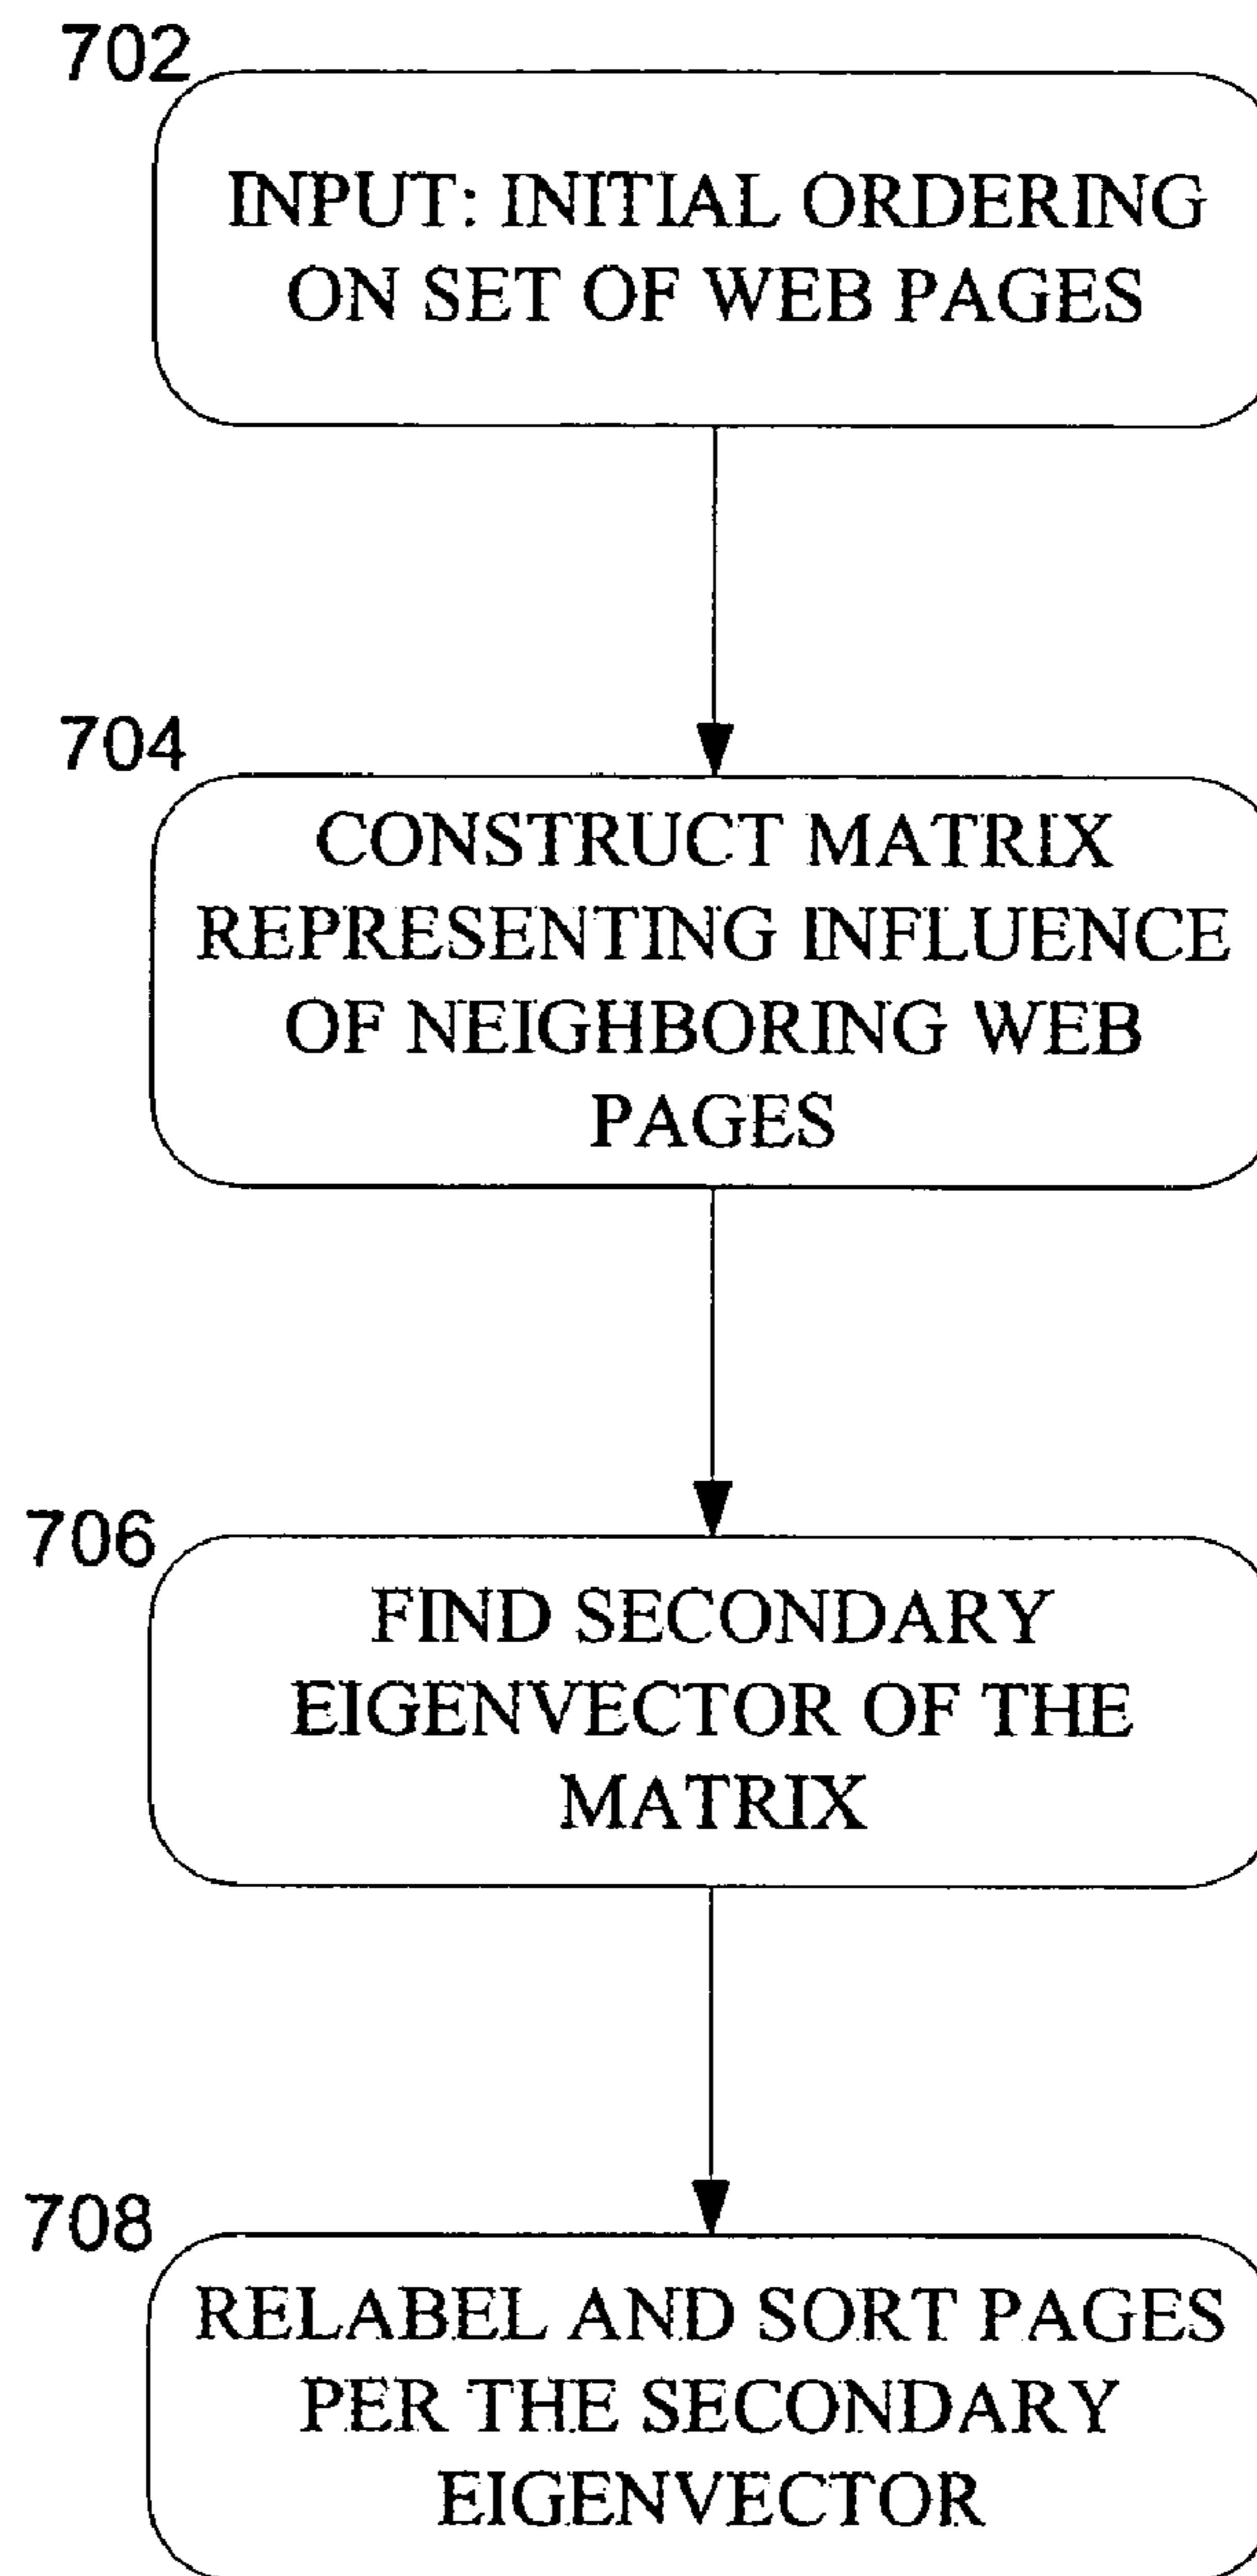 702
INPUT: INITIAL ORDERING
ON SET OF WEB PAGES
704
CONSTRUCT MATRIX
REPRESENTING INFLUENCE
OF NEIGHBORING WEB
PAGES
706
FIND SECONDARY
EIGENVECTOR OF THE
MATRIX
708
RELABEL AND SORT PAGES
PER THE SECONDARY
EIGENVECTOR